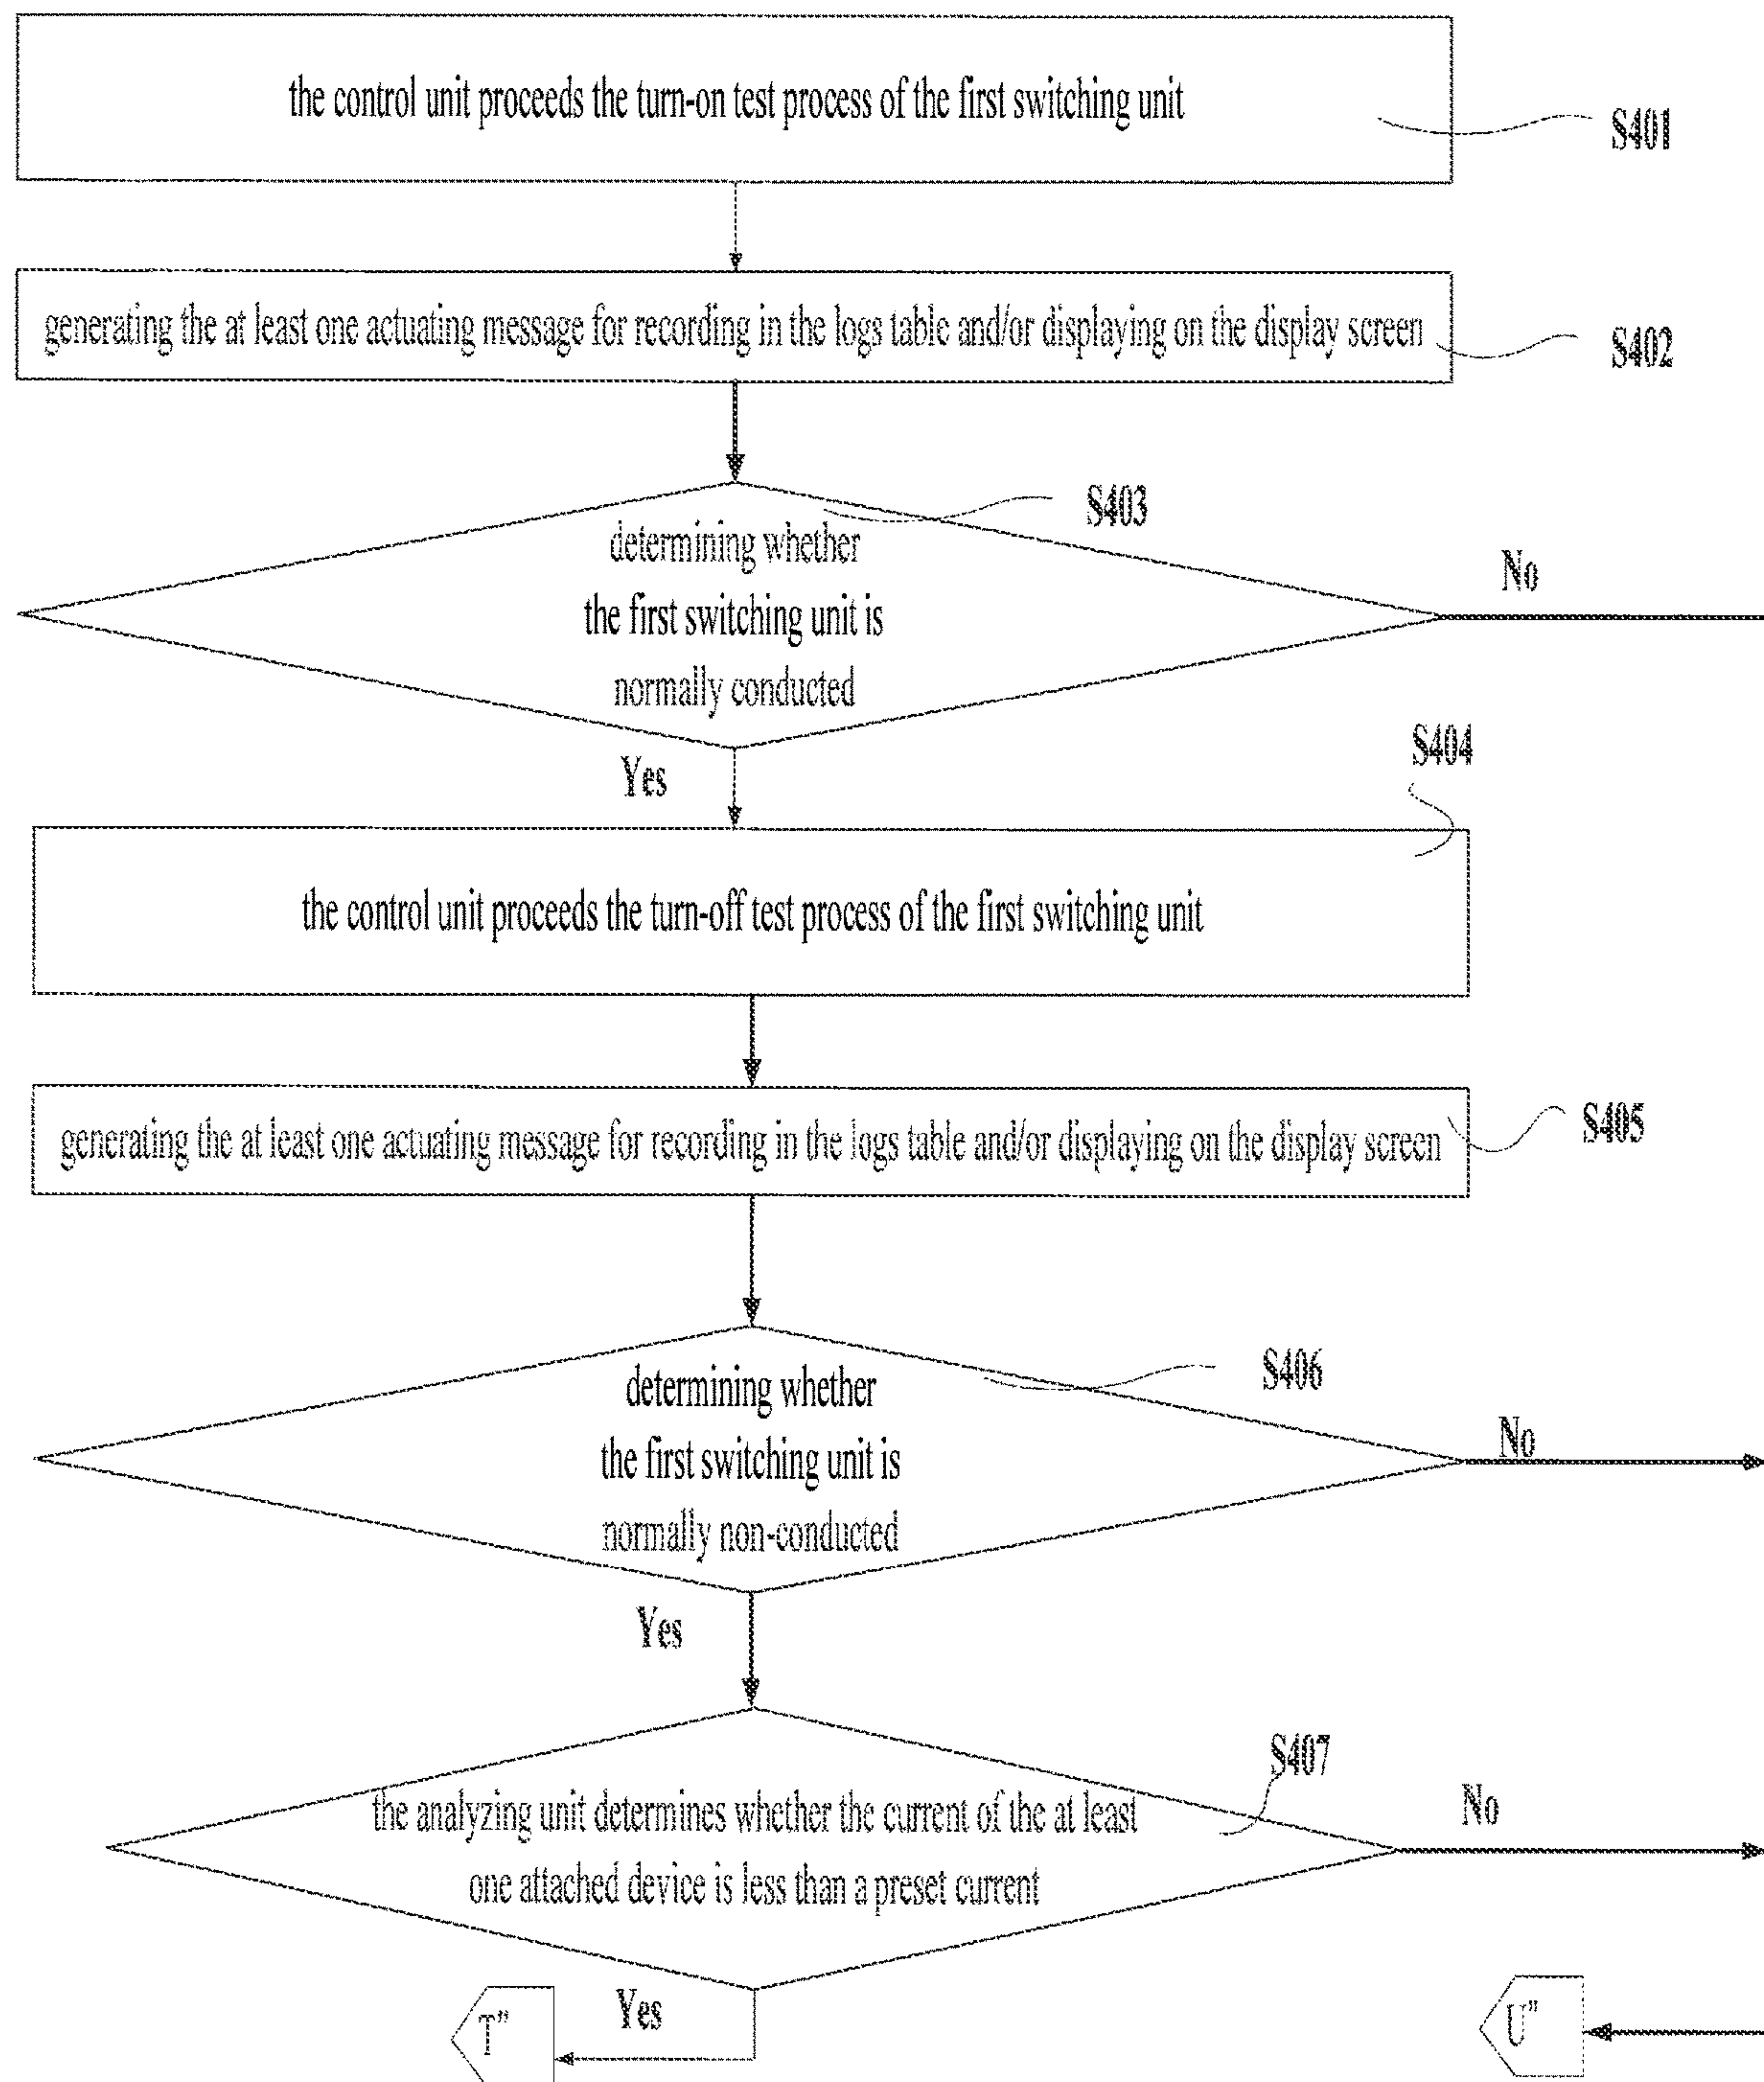 the control unit proceeds the turn-on test process of the first switching unit
S401
generating the at least one actuating message for recording in the logs table and/or displaying on the display screen
S402
S403
determining whether
the first switching unit is
normally conducted
No
Yes
S404
the control unit proceeds the turn-off test process of the first switching unit
generating the at least one actuating message for recording in the logs table and/or displaying on the display screen
S405
S406
determining whether
the first switching unit is
normally non-conducted
No
Yes
S407
the analyzing unit determines whether the current of the at least
one attached device is less than a preset current
No
Yes
T”
U”